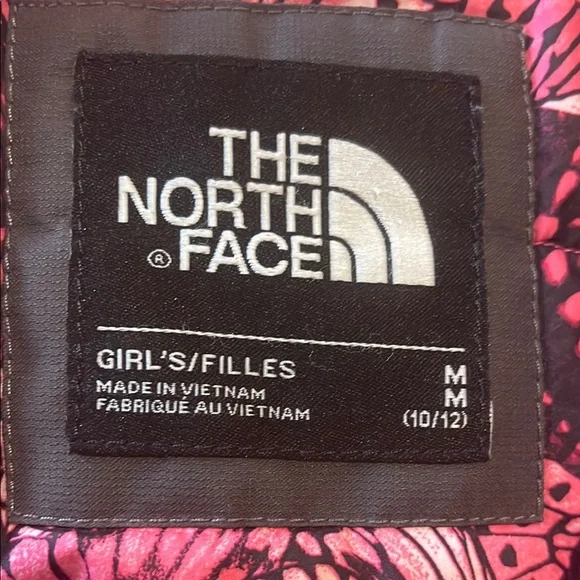 THE
NORTH
® FACE
GIRL'S/FILLES M
MADE IN VIETNAM M
FABRIQUÉ AU VIETNAM (10/12)